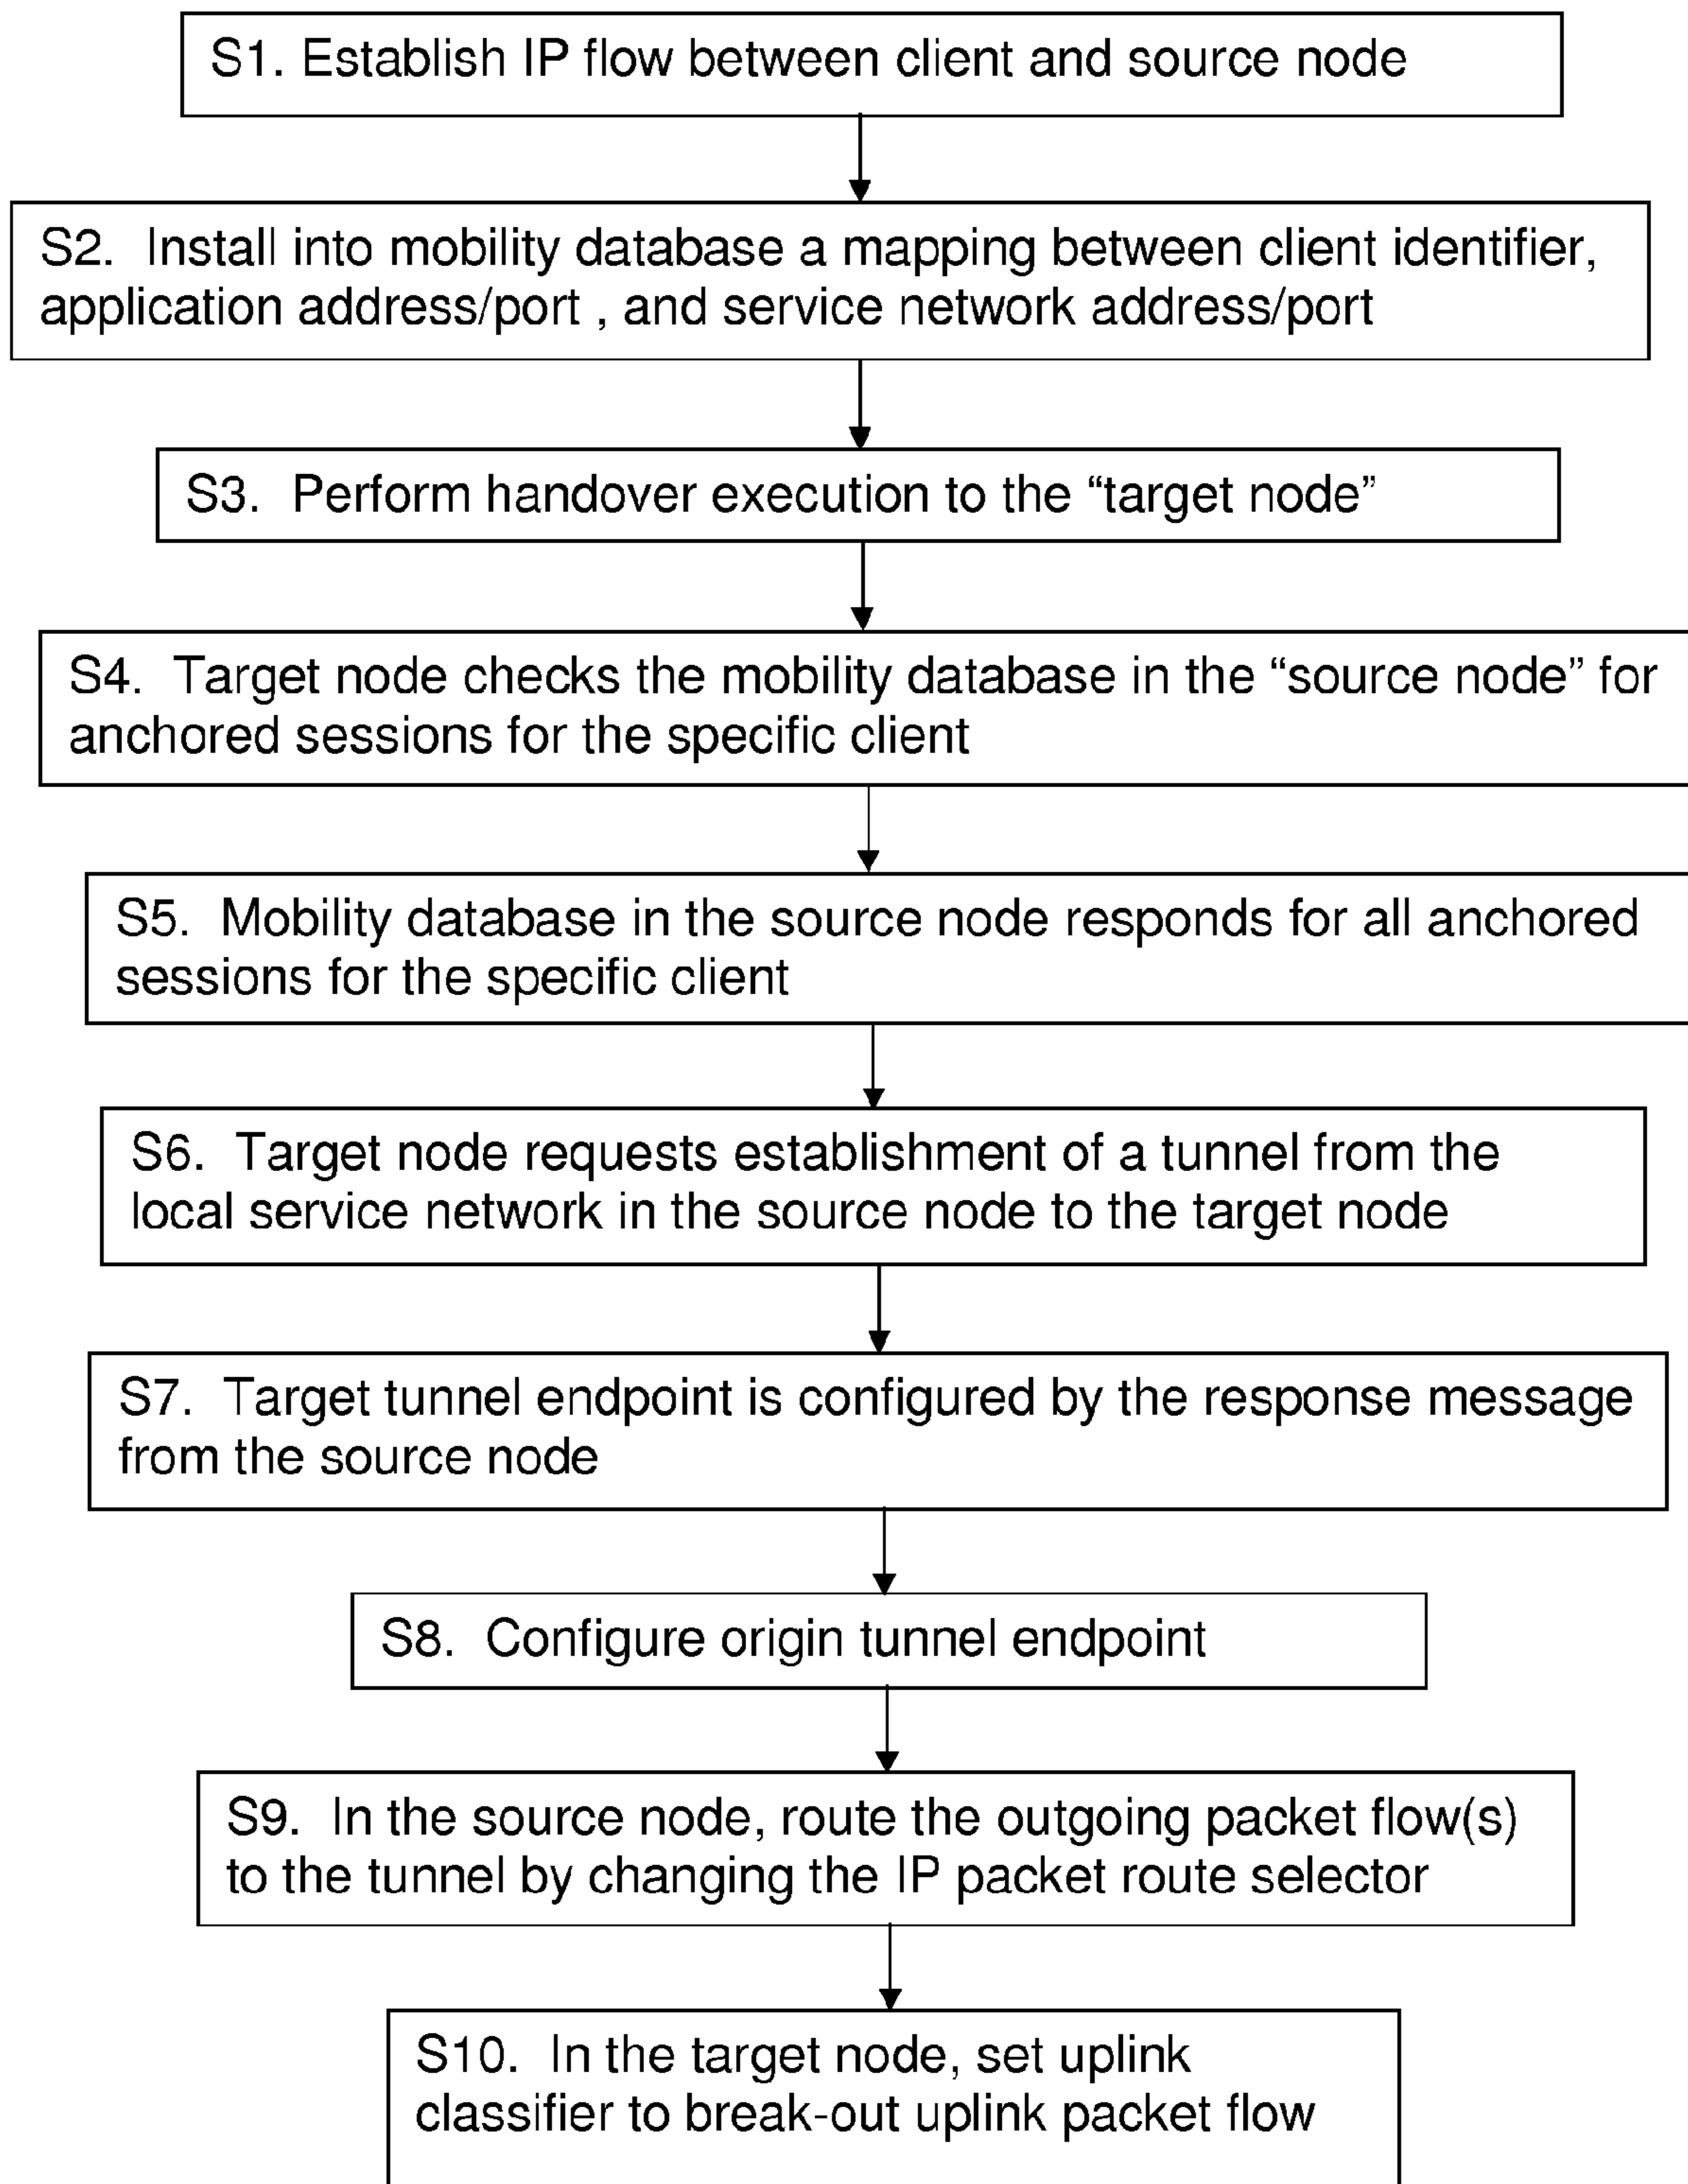 S1. Establish IP flow between client and source node
S2. Install into mobility database a mapping between client identifier,
application address/port , and service network address/port
S3. Perform handover execution to the “target node”
S4. Target node checks the mobility database in the “source node” for
anchored sessions for the specific client
S5. Mobility database in the source node responds for all anchored
sessions for the specific client
S6. Target node requests establishment of a tunnel from the
local service network in the source node to the target node
S7. Target tunnel endpoint is configured by the response message
from the source node
S8. Configure origin tunnel endpoint
S9. In the source node, route the outgoing packet flow(s)
to the tunnel by changing the IP packet route selector
S10. In the target node, set uplink
classifier to break-out uplink packet flow